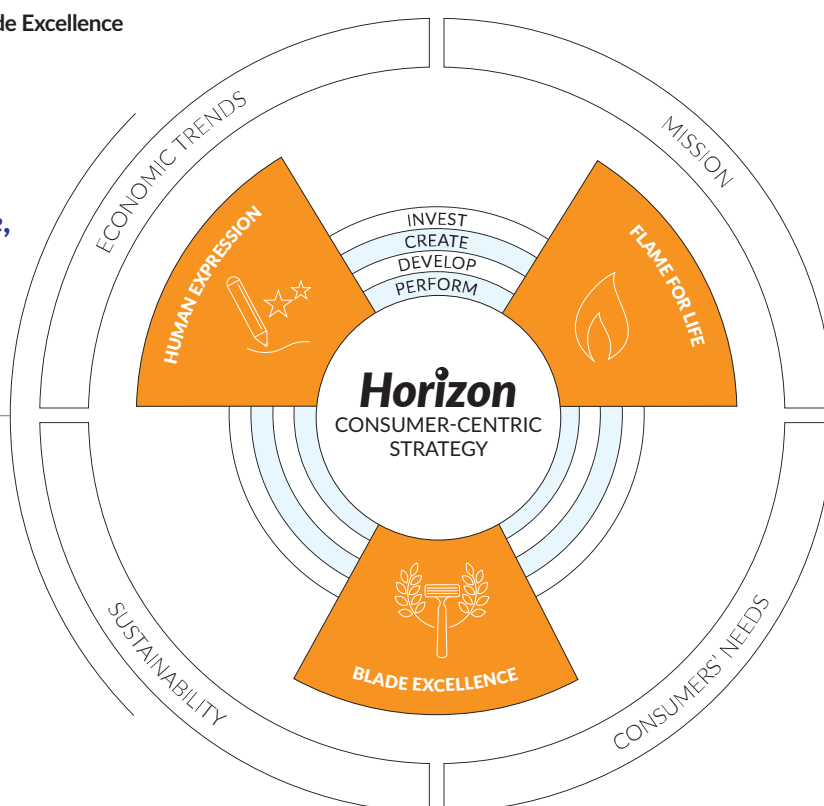 de Excellence
ECONOMIC TRENDS
MISSION
,
HUMAN EXPRESSION
INVEST
CREATE
DEVELOP
PERFORM
FLAME FOR LIFE
Horizon
CONSUMER-CENTRIC
STRATEGY
BLADE EXCELLENCE
SUSTAINABILITY
CONSUMERS' NEEDS